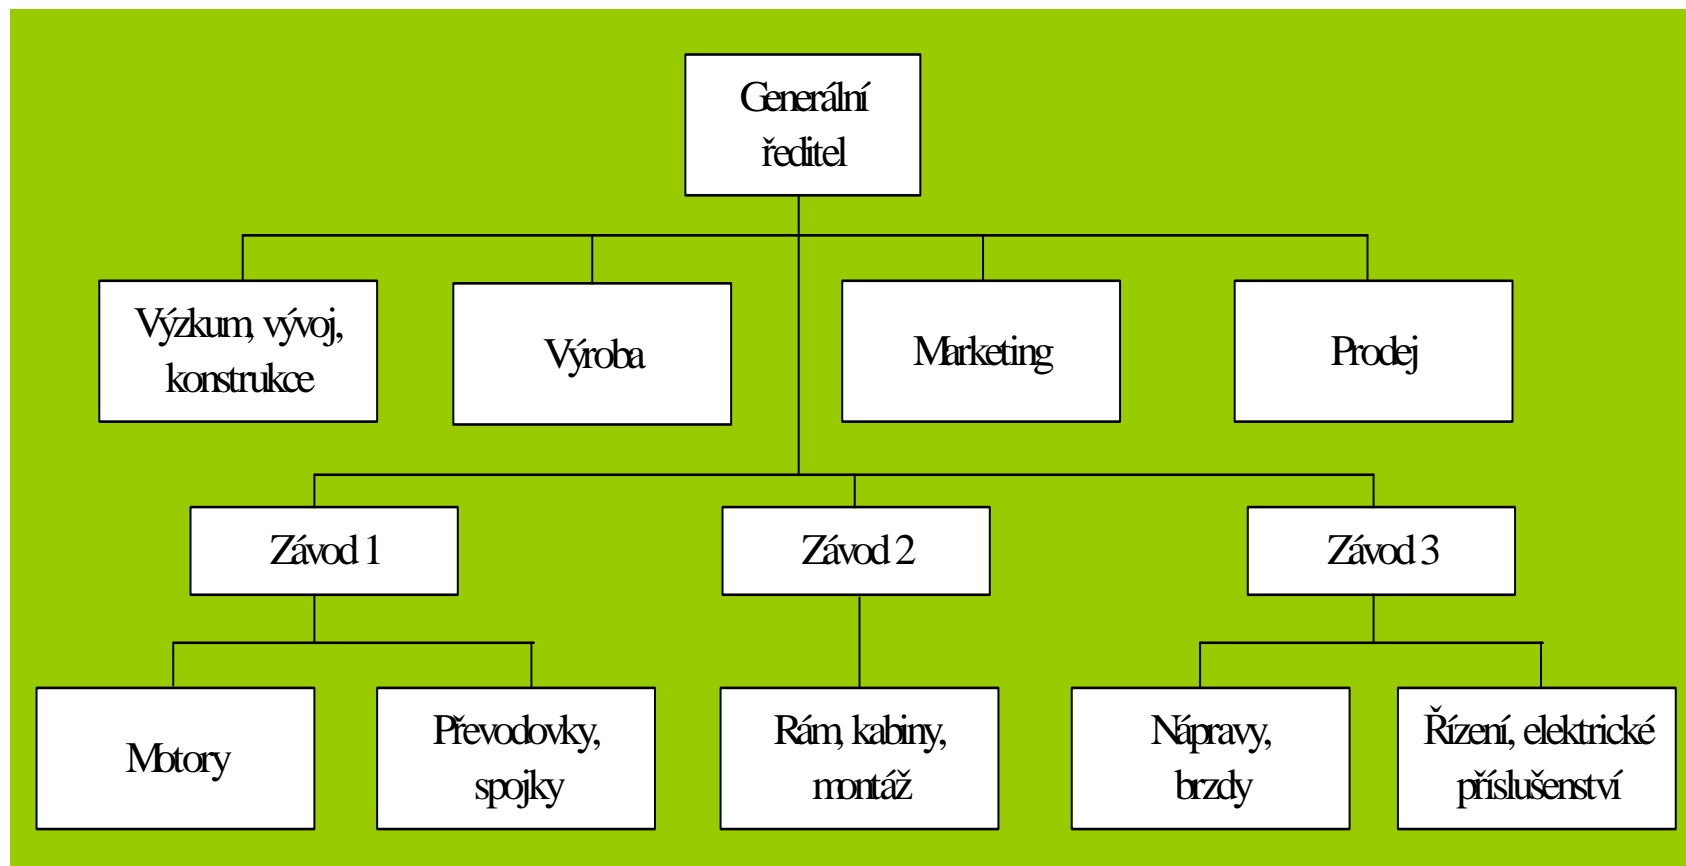 Generální
ředitel
Výzkum, vývoj,
konstrukce
Výroba
Marketing
Prodej
Závod 1
Závod 2
Závod 3
Motory
Převodovky,
spojky
Rám, kabiny,
montáž
Nápravy,
brzdy
Řízení, elektrické
příslušenství